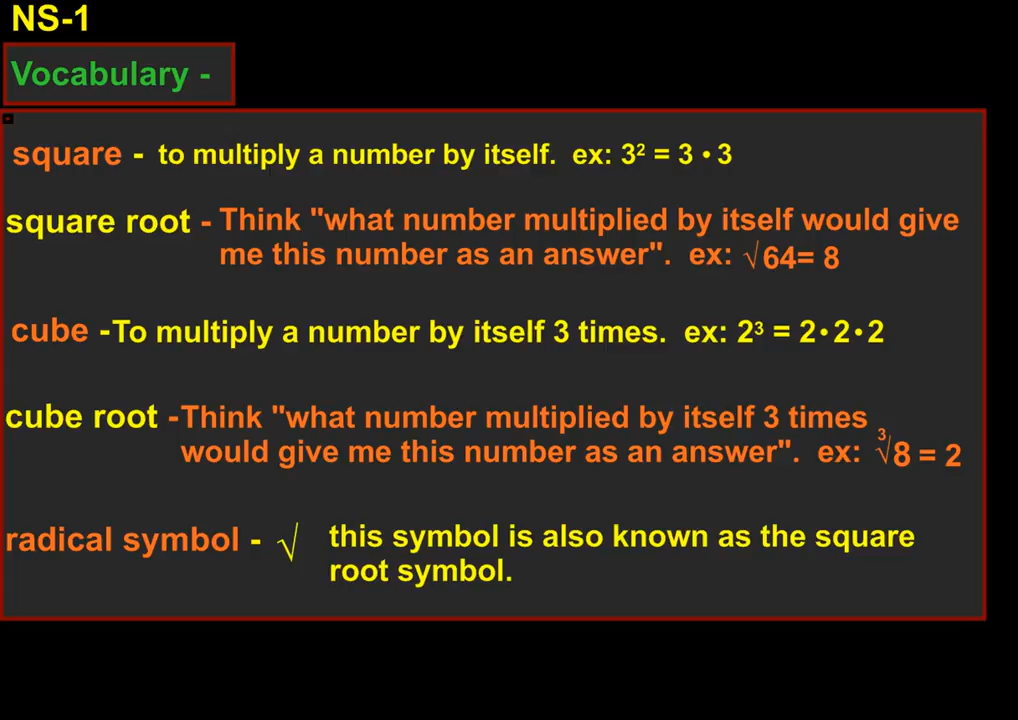 NS-1
Vocabulary -
square - to multiply a number by itself. ex: 3² = 3 • 3
square root - Think "what number multiplied by itself would give
me this number as an answer". ex: √64= 8
cube -To multiply a number by itself 3 times. ex: 2³ = 2•2•2
cube root -Think "what number multiplied by itself 3 times
would give me this number as an answer". ex: ³√8 = 2
radical symbol - √ this symbol is also known as the square
root symbol.